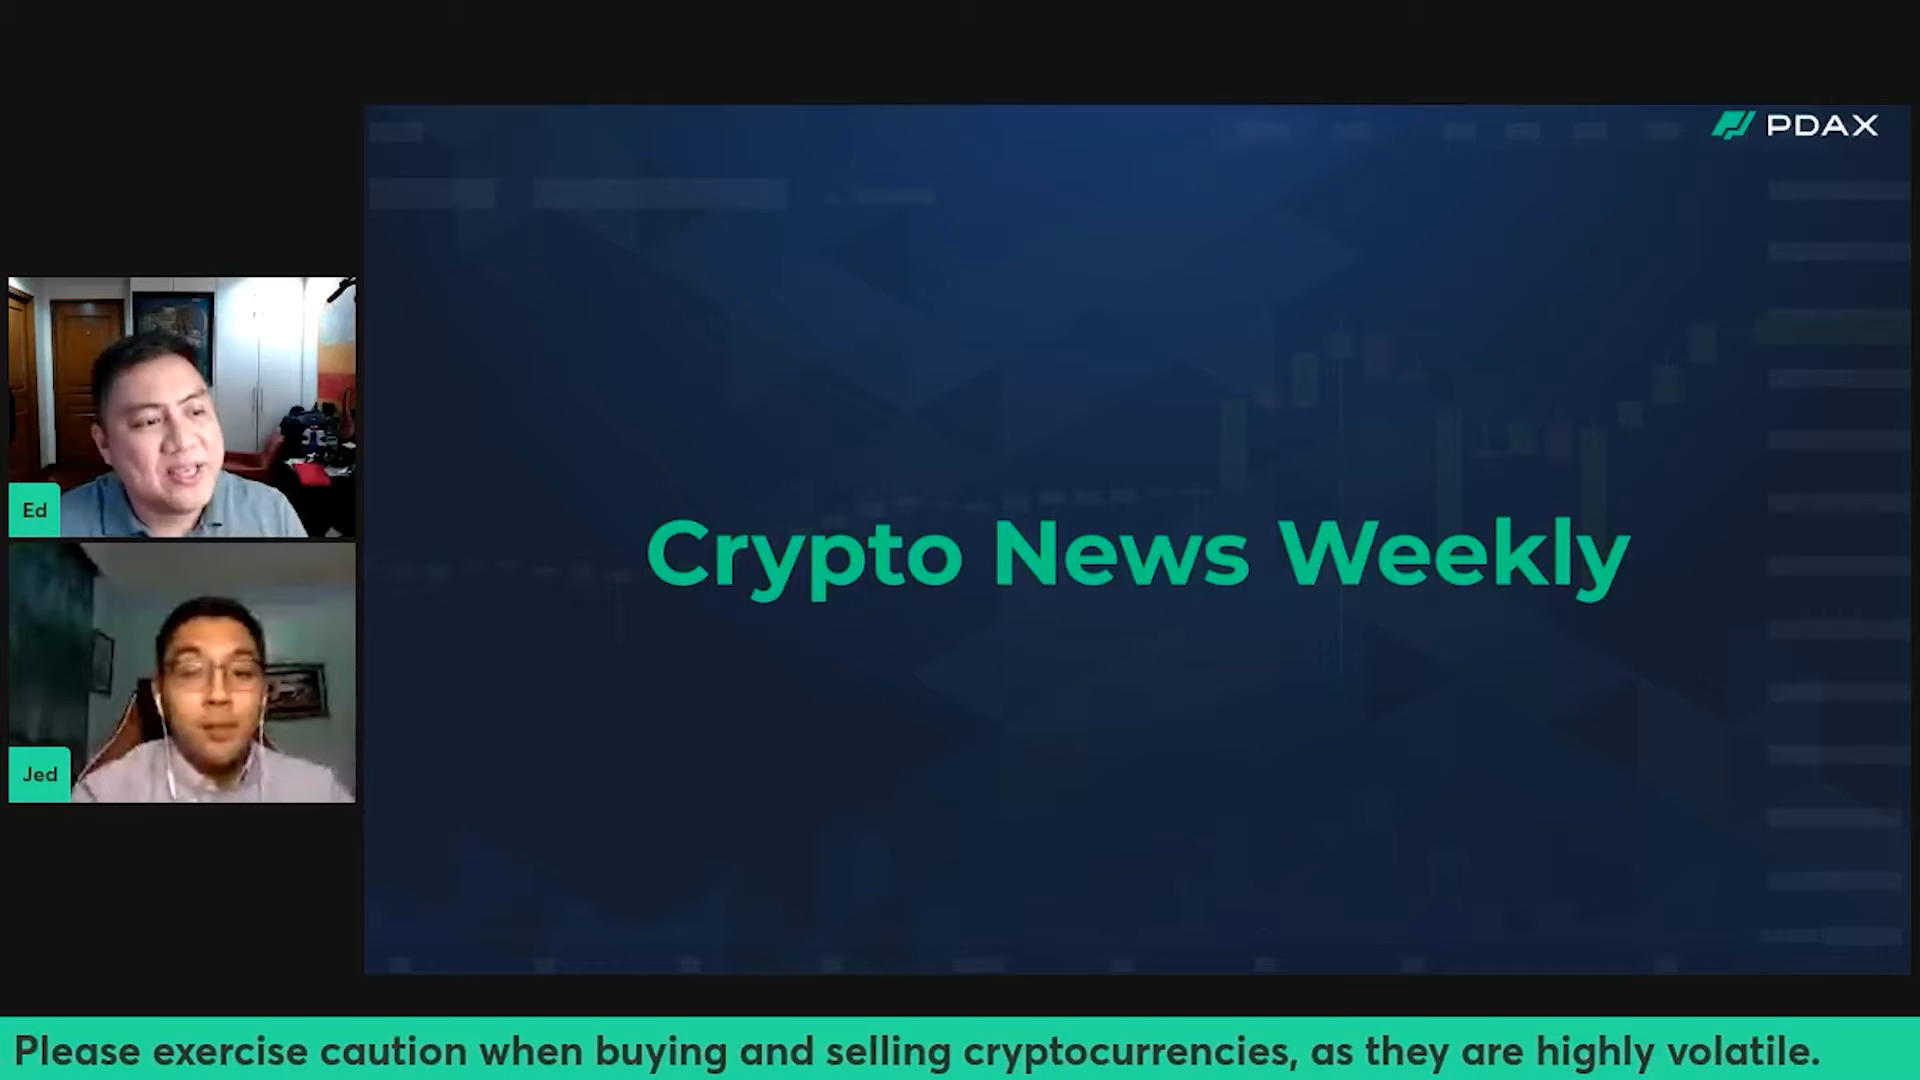 PDAX
Ed
Crypto News Weekly
Jed
Please exercise caution when buying and selling cryptocurrencies, as they are highly volatile.